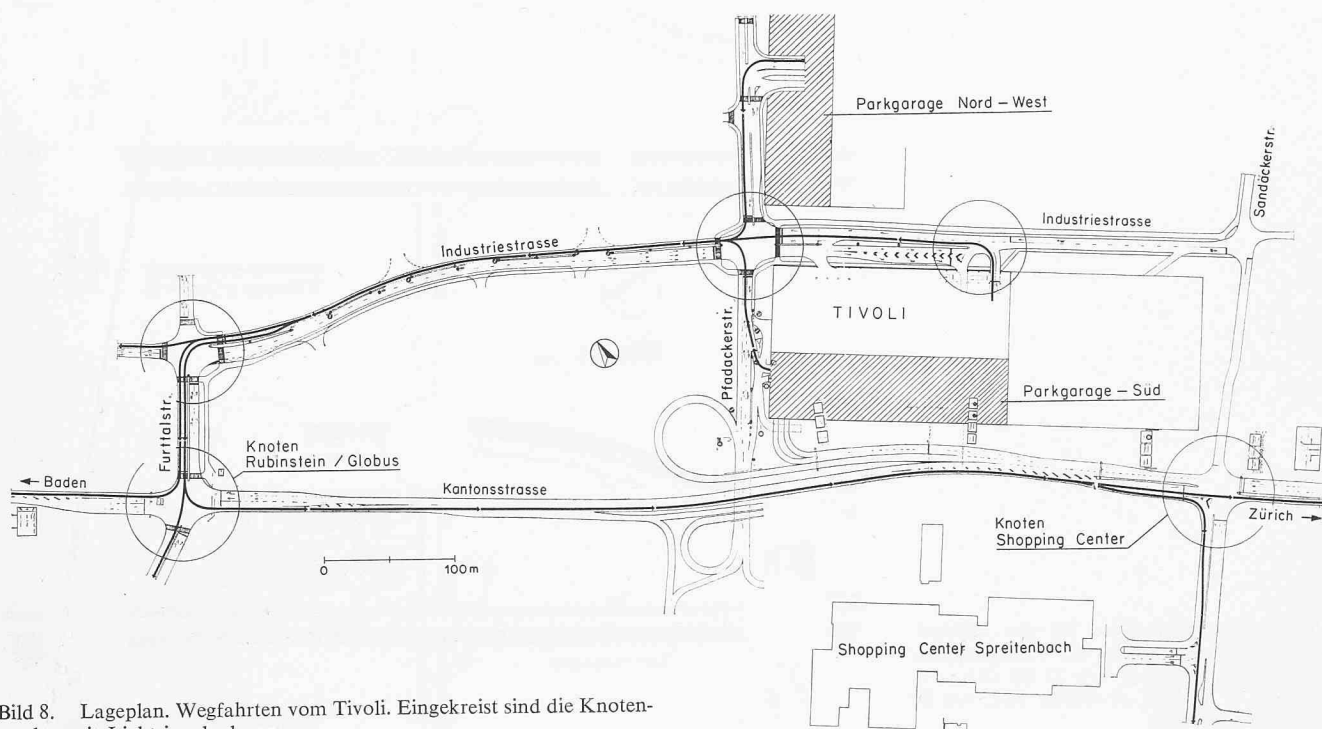 Parkgarage Nord-West
Sandäckerstr.
Industriestrasse
Industriestrasse
TIVOLI
Pfadackerstr.
Parkgarage-Süd
Furttalstr.
Knoten
Rubinstein / Globus
← Baden
Kantonsstrasse
Zürich →
Knoten
Shopping Center
0 100 m
Shopping Center Spreitenbach
Bild 8. Lageplan. Wegfahrten vom Tivoli. Eingekreist sind die Knoten-